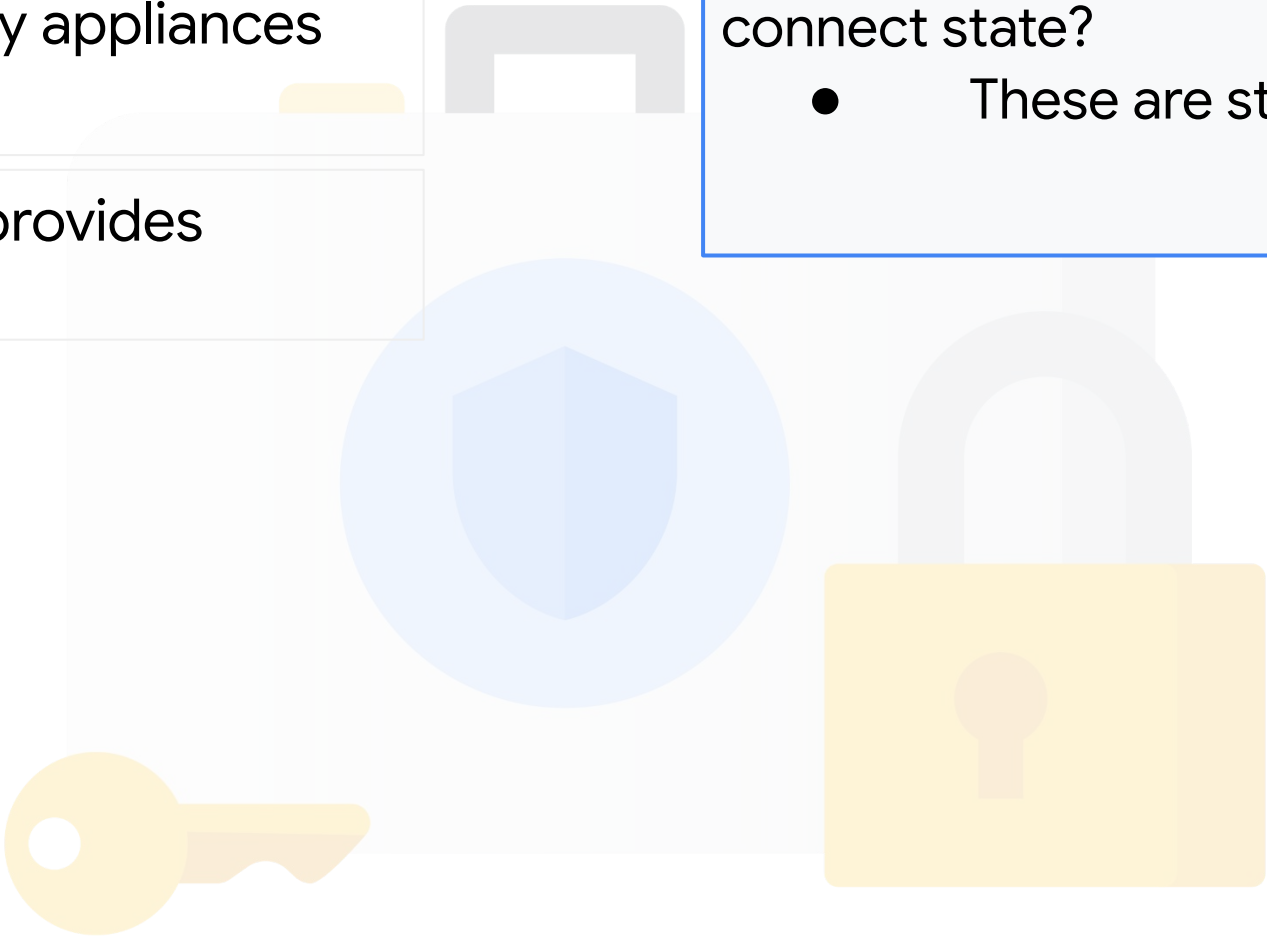 y appliances
provides
connect state?
● These are st